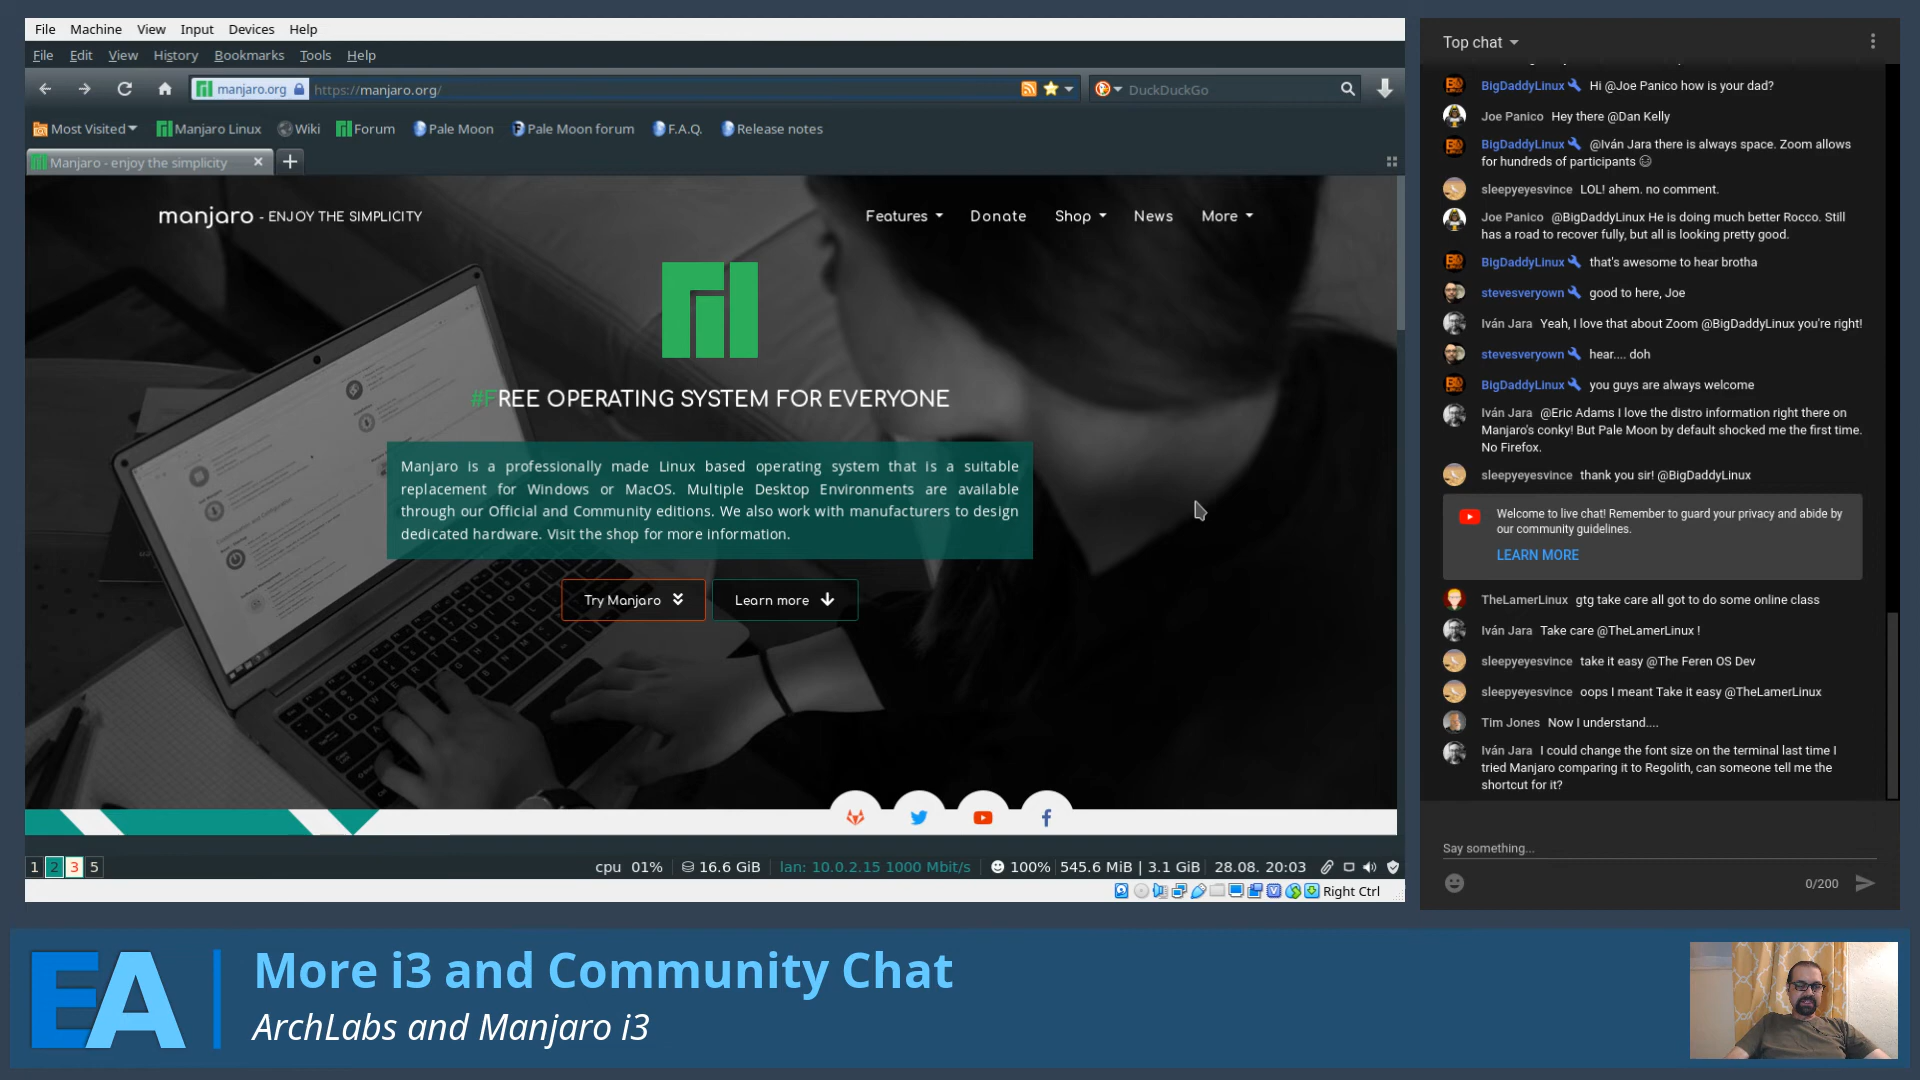 File Machine View Input Devices Help
File Edit View History Bookmarks Tools Help
manjaro.org https://manjaro.org/ DuckDuckGo
Most Visited Manjaro Linux Wiki Forum Pale Moon Pale Moon forum F.A.Q. Release notes
Manjaro - enjoy the simplicity
manjaro - ENJOY THE SIMPLICITY Features Donate Shop News More
#FREE OPERATING SYSTEM FOR EVERYONE
Manjaro is a professionally made Linux based operating system that is a suitable
replacement for Windows or MacOS. Multiple Desktop Environments are available
through our Official and Community editions. We also work with manufacturers to design
dedicated hardware. Visit the shop for more information.
Try Manjaro Learn more
1 2 3 5 cpu 01% 16.6 GiB lan: 10.0.2.15 1000 Mbit/s 100% 545.6 MiB | 3.1 GiB 28.08. 20:03
Right Ctrl
Top chat
BigDaddyLinux Hi @Joe Panico how is your dad?
Joe Panico Hey there @Dan Kelly
BigDaddyLinux @Iván Jara there is always space. Zoom allows
for hundreds of participants
sleepyeyesvince LOL! ahem. no comment.
Joe Panico @BigDaddyLinux He is doing much better Rocco. Still
has a road to recover fully, but all is looking pretty good.
BigDaddyLinux that's awesome to hear brotha
stevesveryown good to here, Joe
Iván Jara Yeah, I love that about Zoom @BigDaddyLinux you're right!
stevesveryown hear.... doh
BigDaddyLinux you guys are always welcome
Iván Jara @Eric Adams I love the distro information right there on
Manjaro's conky! But Pale Moon by default shocked me the first time.
No Firefox.
sleepyeyesvince thank you sir! @BigDaddyLinux
Welcome to live chat! Remember to guard your privacy and abide by
our community guidelines.
LEARN MORE
TheLamerLinux gtg take care all got to do some online class
Iván Jara Take care @TheLamerLinux !
sleepyeyesvince take it easy @The Feren OS Dev
sleepyeyesvince oops I meant Take it easy @TheLamerLinux
Tim Jones Now I understand....
Iván Jara I could change the font size on the terminal last time I
tried Manjaro comparing it to Regolith, can someone tell me the
shortcut for it?
Say something...
0/200
EA
More i3 and Community Chat
ArchLabs and Manjaro i3